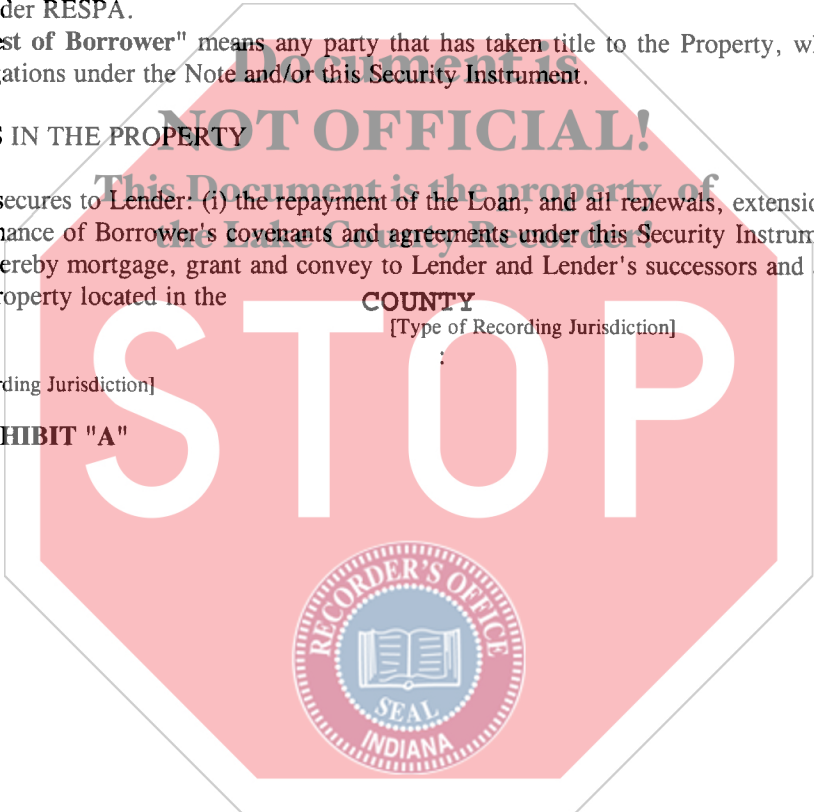 der RESPA.
st of Borrower" means any party that has taken title to the Property, w
Document is
ations under the Note and/or this Security Instrument.
NOT OFFICIAL!
S IN THE PROPERTY
This Document is the property of
ecures to Lender: (i) the repayment of the Loan, and all renewals, extensio
the Lake County Recorder!
nance of Borrower's covenants and agreements under this Security Instrum
ereby mortgage, grant and convey to Lender and Lender's successors and
roperty located in the COUNTY
[Type of Recording Jurisdiction]
:
ding Jurisdiction]
HIBIT "A"
STOP
RECORDER'S OFFICE
SEAL
INDIANA